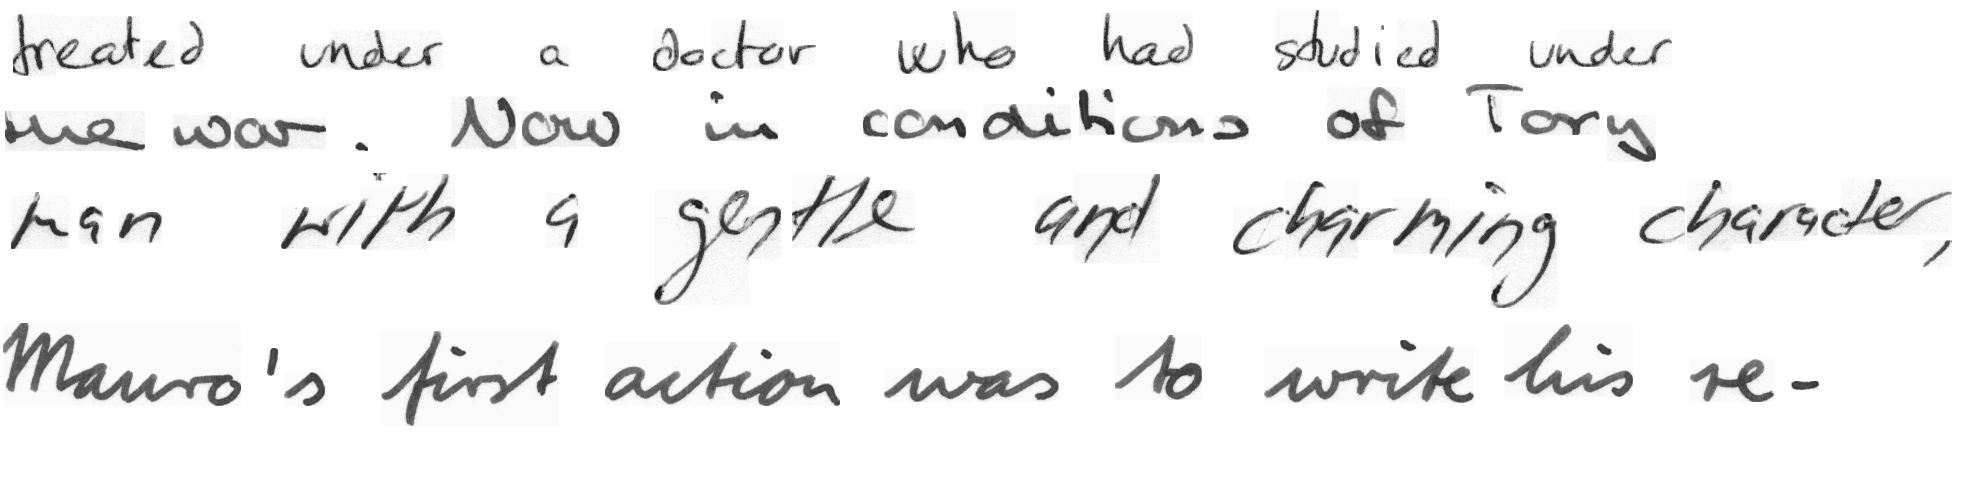 treated under a doctor who had studied under
the war. Now in conditions of Tory
man with a gentle and charming character,
Mauro's first action was to write his re-